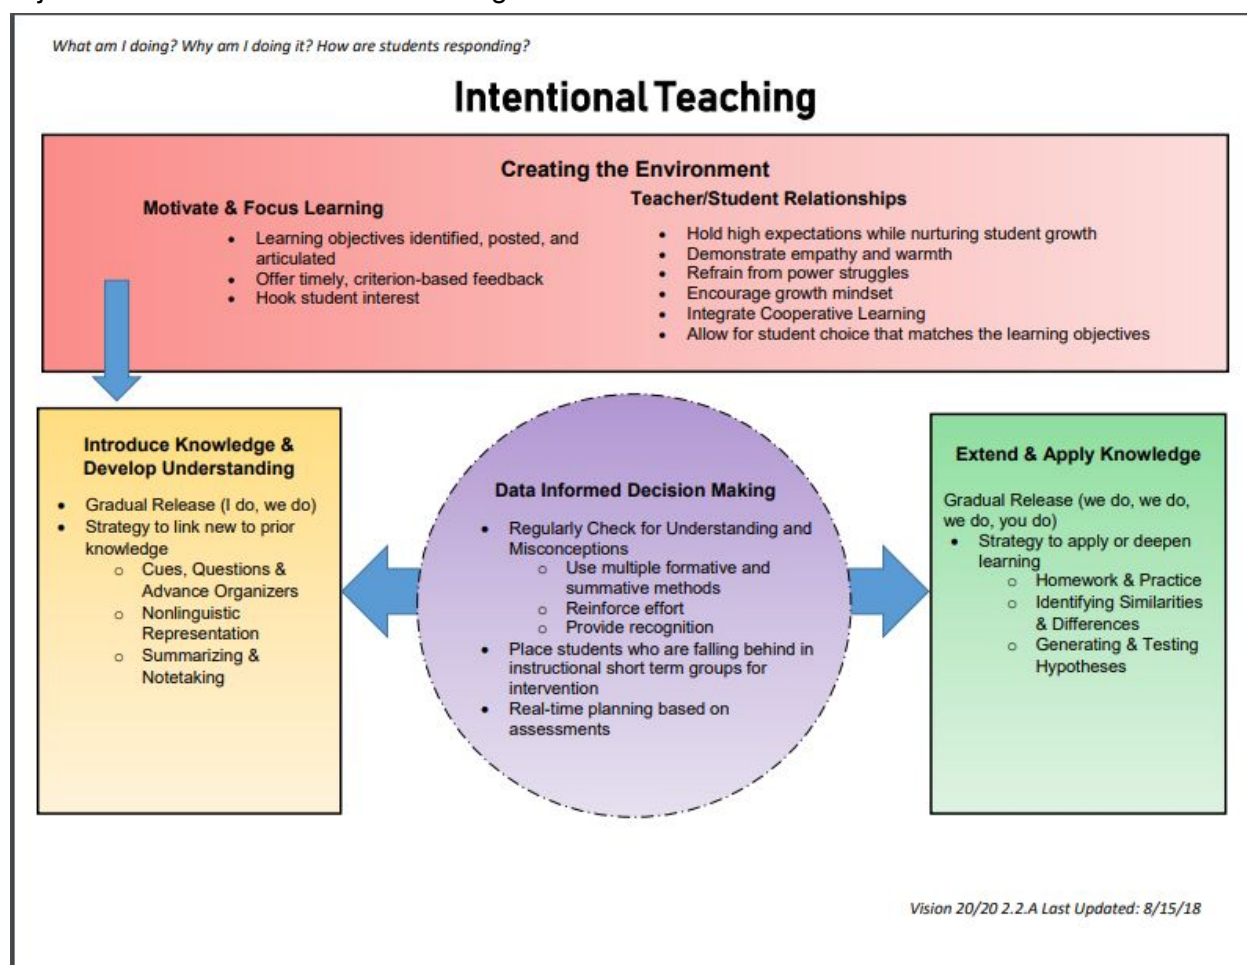 What am I doing? Why am I doing it? How are students responding?
Intentional Teaching
Creating the Environment
Motivate & Focus Learning
• Learning objectives identified, posted, and
articulated
• Offer timely, criterion-based feedback
• Hook student interest
Teacher/Student Relationships
• Hold high expectations while nurturing student growth
• Demonstrate empathy and warmth
• Refrain from power struggles
• Encourage growth mindset
• Integrate Cooperative Learning
• Allow for student choice that matches the learning objectives
Introduce Knowledge &
Develop Understanding
• Gradual Release (I do, we do)
• Strategy to link new to prior
knowledge
o Cues, Questions &
Advance Organizers
o Nonlinguistic
Representation
o Summarizing &
Notetaking
Data Informed Decision Making
• Regularly Check for Understanding and
Misconceptions
o Use multiple formative and
summative methods
o Reinforce effort
o Provide recognition
• Place students who are falling behind in
instructional short term groups for
intervention
• Real-time planning based on
assessments
Extend & Apply Knowledge
Gradual Release (we do, we do,
we do, you do)
• Strategy to apply or deepen
learning
o Homework & Practice
o Identifying Similarities
& Differences
o Generating & Testing
Hypotheses
Vision 20/20 2.2.A Last Updated: 8/15/18